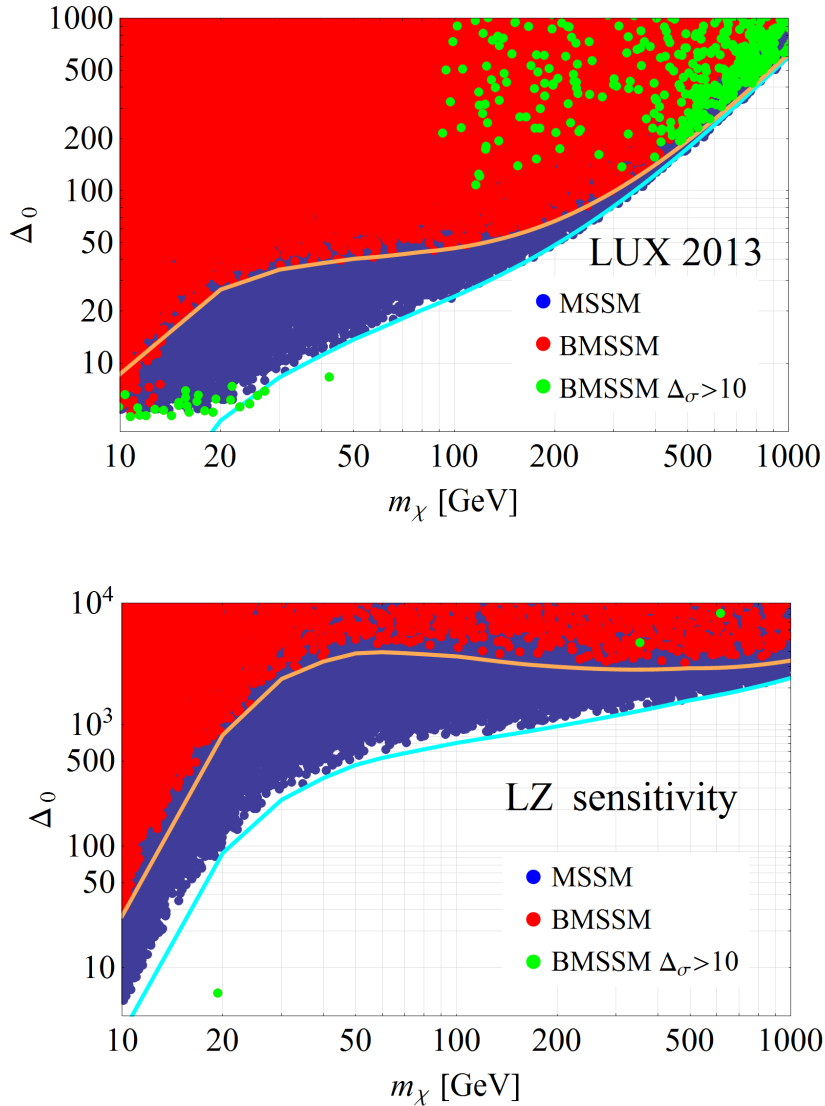 1000
500
200
100
50
20
10
Δ0
LUX 2013
MSSM
BMSSM
BMSSM Δσ>10
10 20 50 100 200 500 1000
mχ [GeV]
10^4
10^3
500
100
50
10
Δ0
LZ sensitivity
MSSM
BMSSM
BMSSM Δσ>10
10 20 50 100 200 500 1000
mχ [GeV]